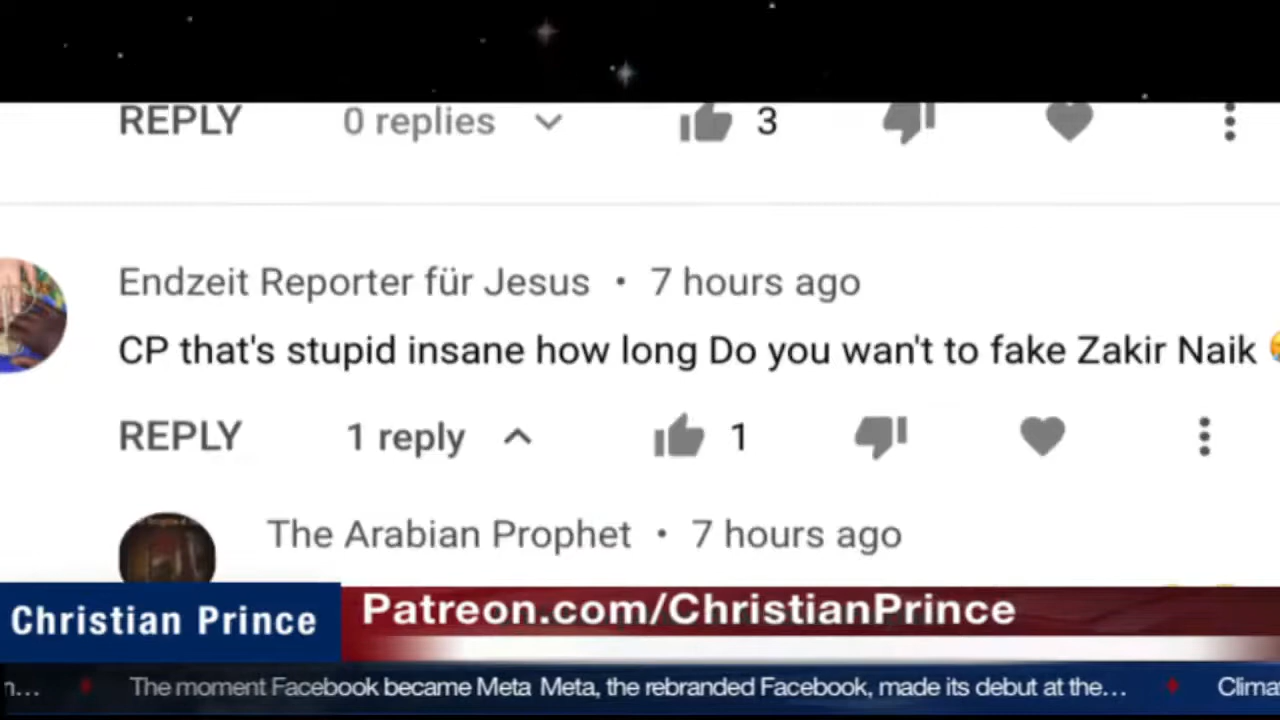 REPLY 0 replies 3
Endzeit Reporter für Jesus • 7 hours ago
CP that's stupid insane how long Do you wan't to fake Zakir Naik
REPLY 1 reply 1
The Arabian Prophet • 7 hours ago
Christian Prince
Patreon.com/ChristianPrince
n... The moment Facebook became Meta Meta, the rebranded Facebook, made its debut at the... Clima